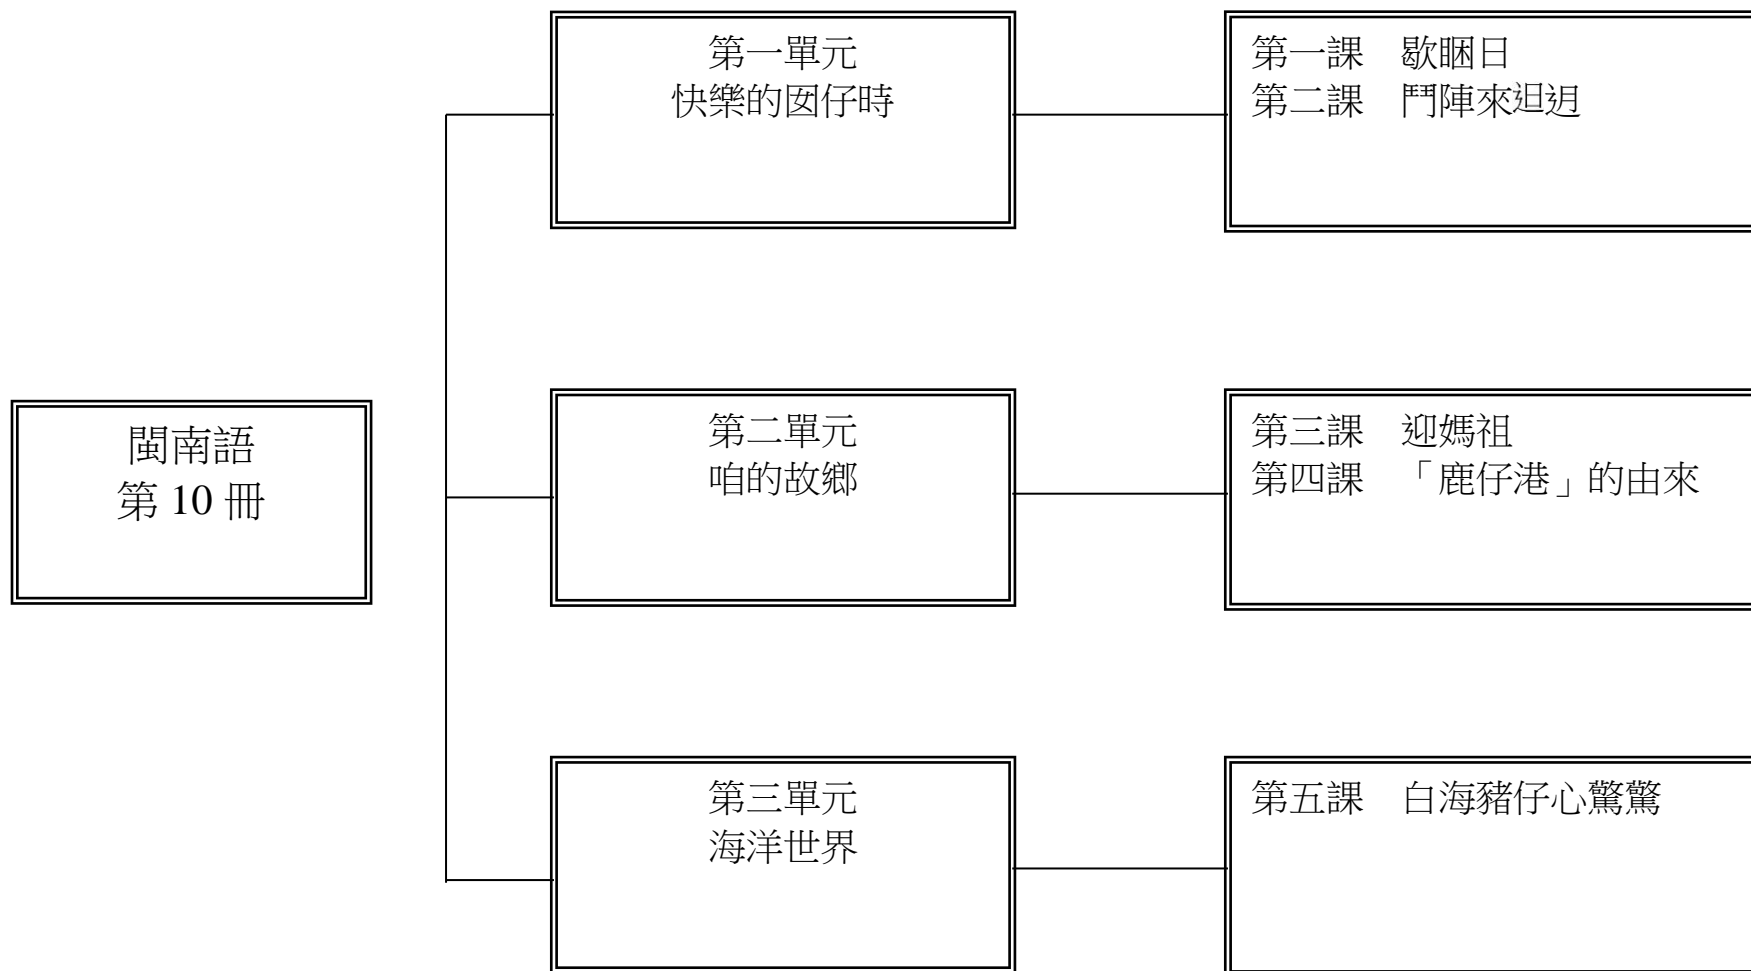 閩南語
第 10 冊
第一單元
快樂的囡仔時
第一課　歇睏日
第二課　鬥陣來𨑨迌
第二單元
咱的故鄉
第三課　迎媽祖
第四課　「鹿仔港」的由來
第三單元
海洋世界
第五課　白海豬仔心驚驚